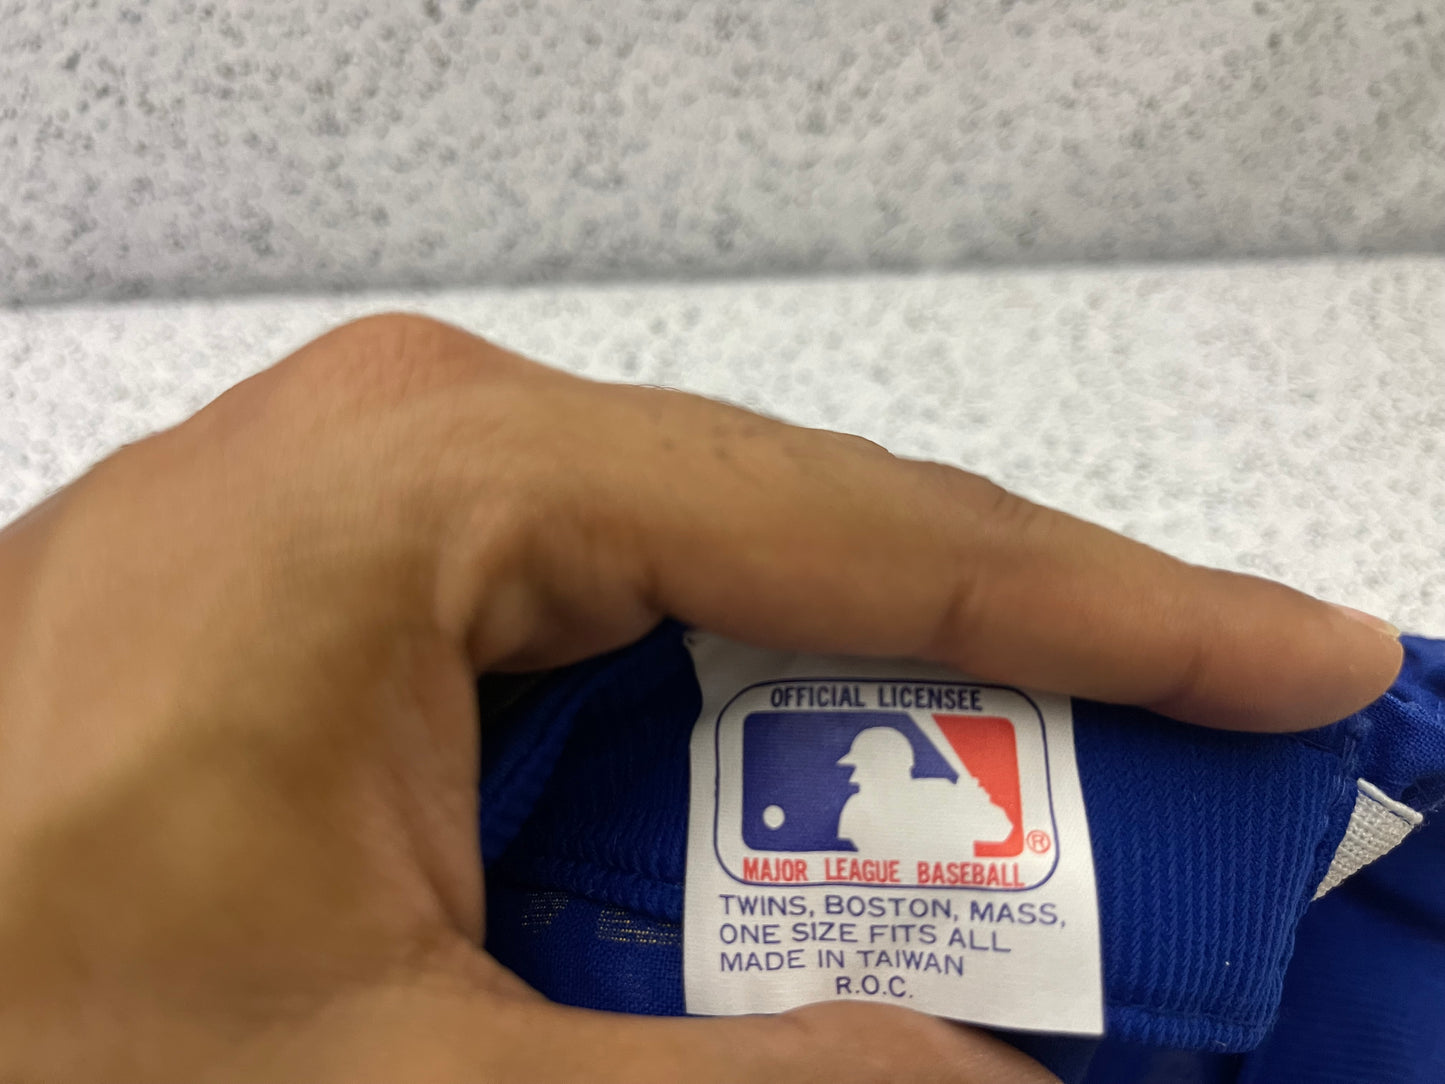 OFFICIAL LICENSEE
®
MAJOR LEAGUE BASEBALL
TWINS, BOSTON, MASS,
ONE SIZE FITS ALL
MADE IN TAIWAN
R.O.C.